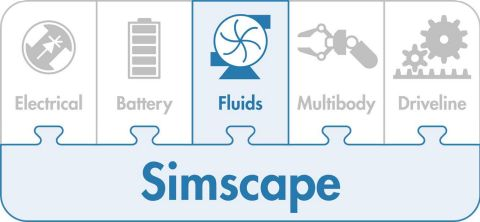 Electrical Battery Fluids Multibody Driveline
Simscape